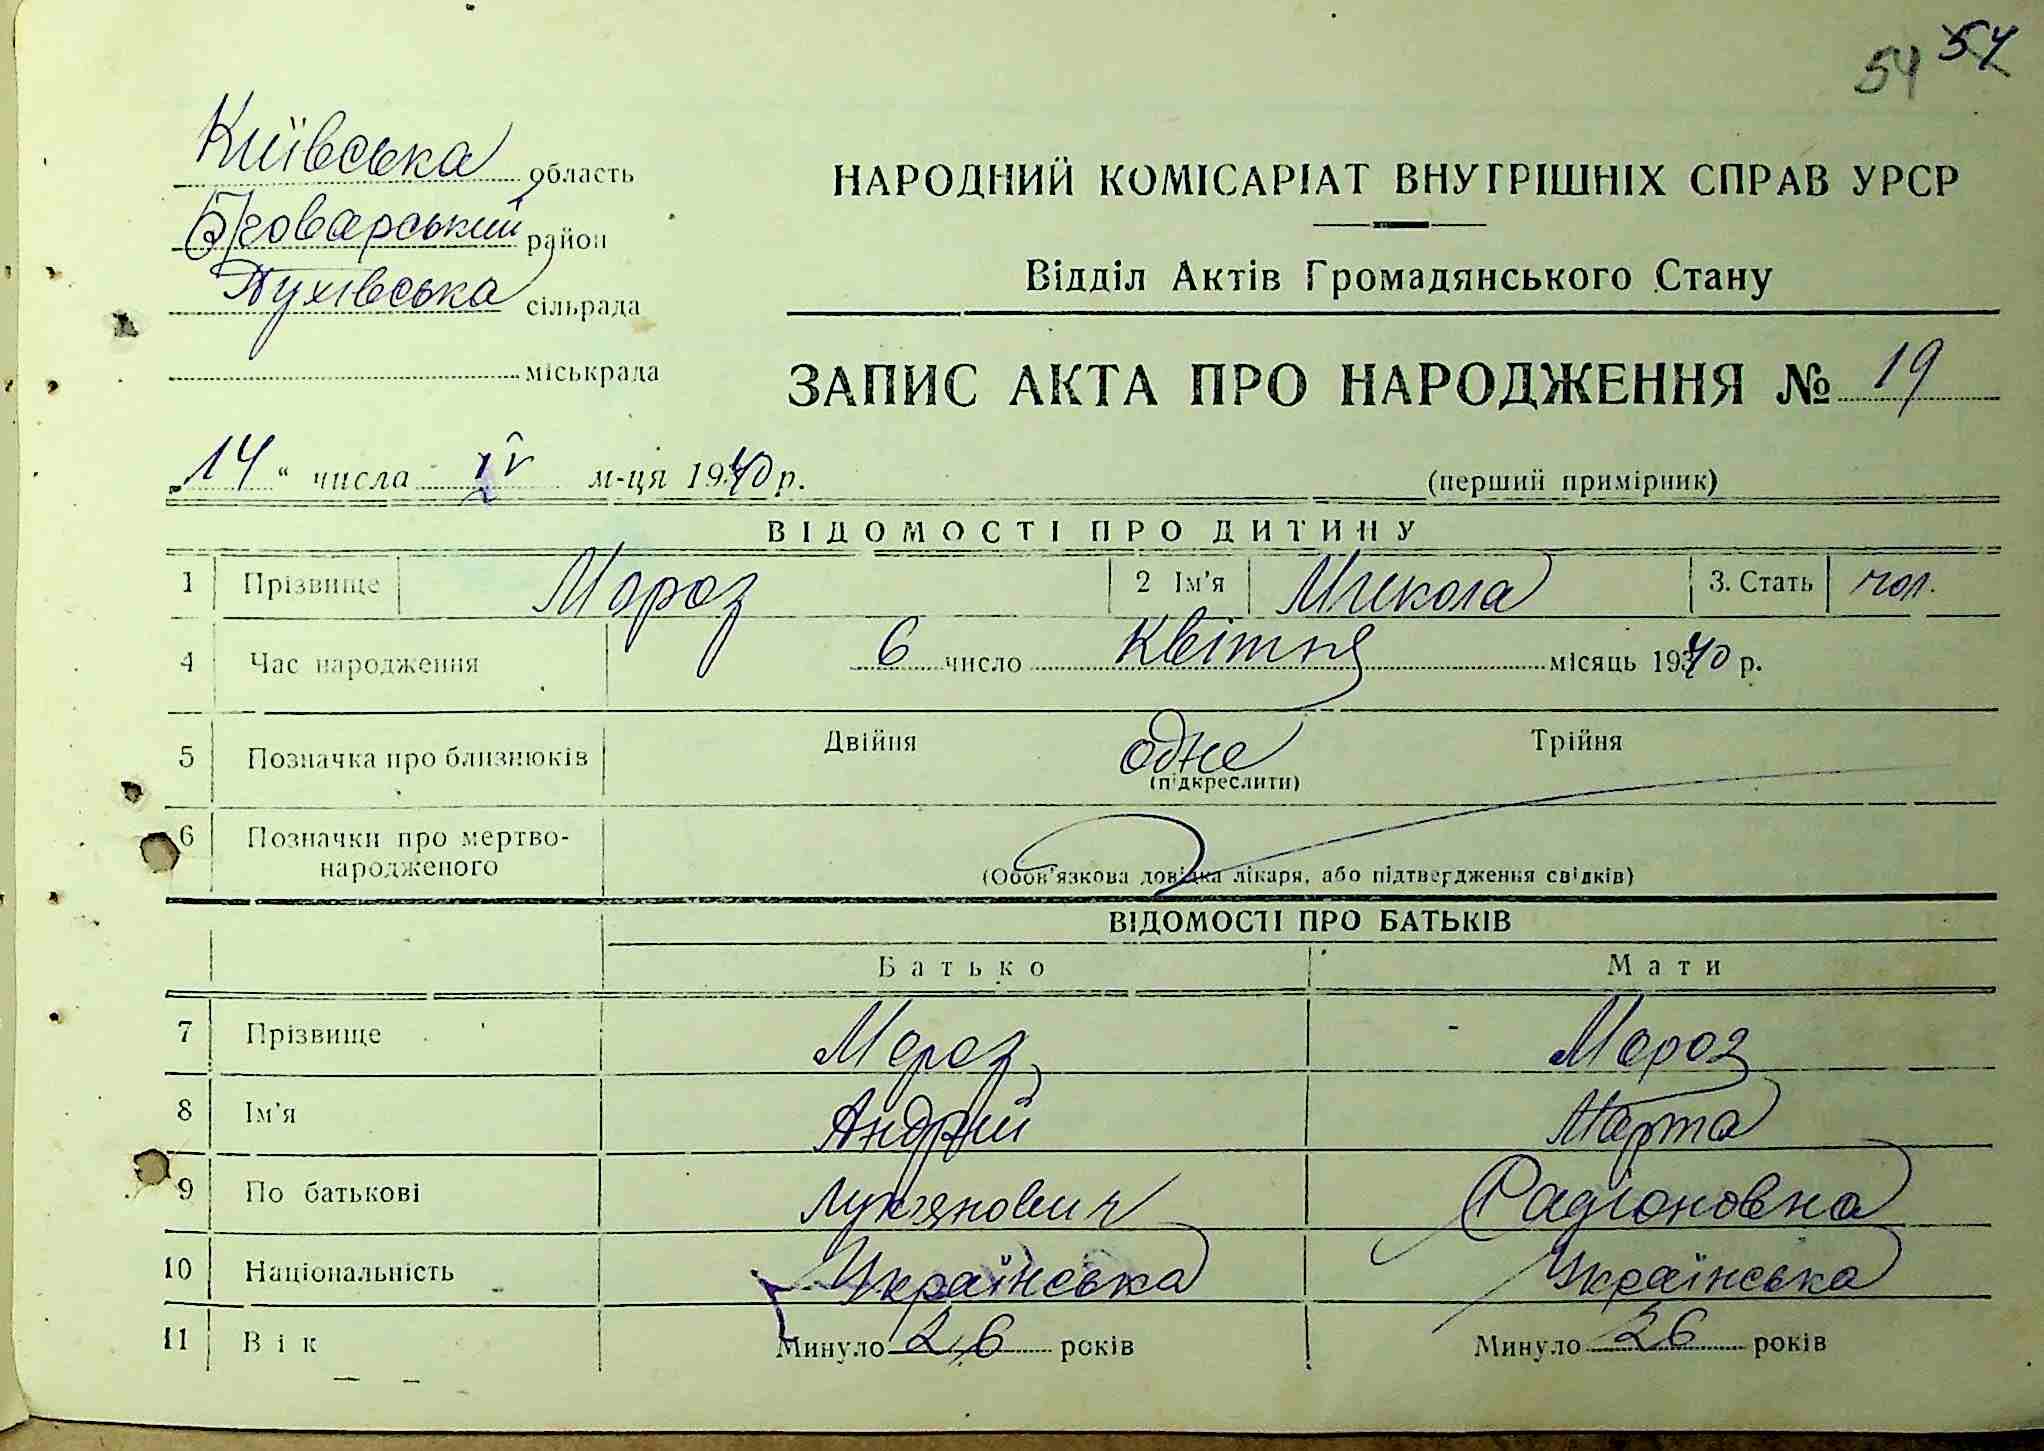 54 54
Київська область
Броварський район
Пухівська сільрада
міськрада
НАРОДНИЙ КОМІСАРІАТ ВНУТРІШНІХ СПРАВ УРСР
Відділ Актів Громадянського Стану
ЗАПИС АКТА ПРО НАРОДЖЕННЯ № 19
„14“ числа IV м-ця 1940 р.
(перший примірник)
ВІДОМОСТІ ПРО ДИТИНУ
1 Прізвище Мороз 2 Ім'я Микола 3. Стать чол.
4 Час народження 6 число Квітня місяць 1940 р.
5 Позначка про близнюків Двійня одне Трійня
(підкреслити)
6 Позначки про мертво-
народженого
(Обов'язкова довідка лікаря, або підтвердження свідків)
ВІДОМОСТІ ПРО БАТЬКІВ
Батько Мати
7 Прізвище Мороз Мороз
8 Ім'я Андрій Марта
9 По батькові Лук'янович Радіоновна
10 Національність Українська Українська
11 Вік Минуло 26 років Минуло 26 років